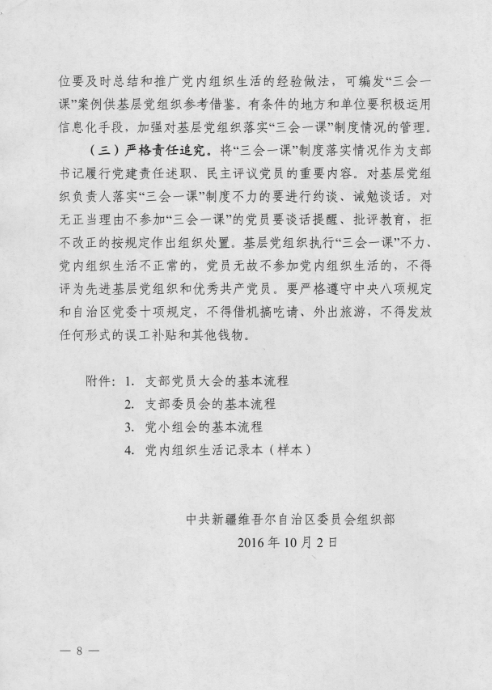 位要及时总结和推广党内组织生活的经验做法，可编发“三会一
课”案例供基层党组织参考借鉴。有条件的地方和单位要积极运用
信息化手段，加强对基层党组织落实“三会一课”制度情况的管理。
（三）严格责任追究。将“三会一课”制度落实情况作为支部
书记履行党建责任述职、民主评议党员的重要内容。对基层党组
织负责人落实“三会一课”制度不力的要进行约谈、诫勉谈话。对
无正当理由不参加“三会一课”的党员要谈话提醒、批评教育，拒
不改正的按规定作出组织处置。基层党组织执行“三会一课”不力、
党内组织生活不正常的，党员无故不参加党内组织生活的，不得
评为先进基层党组织和优秀共产党员。要严格遵守中央八项规定
和自治区党委十项规定，不得借机搞吃请、外出旅游，不得发放
任何形式的误工补贴和其他钱物。
附件：1. 支部党员大会的基本流程
2. 支部委员会的基本流程
3. 党小组会的基本流程
4. 党内组织生活记录本（样本）
中共新疆维吾尔自治区委员会组织部
2016年10月2日
— 8 —